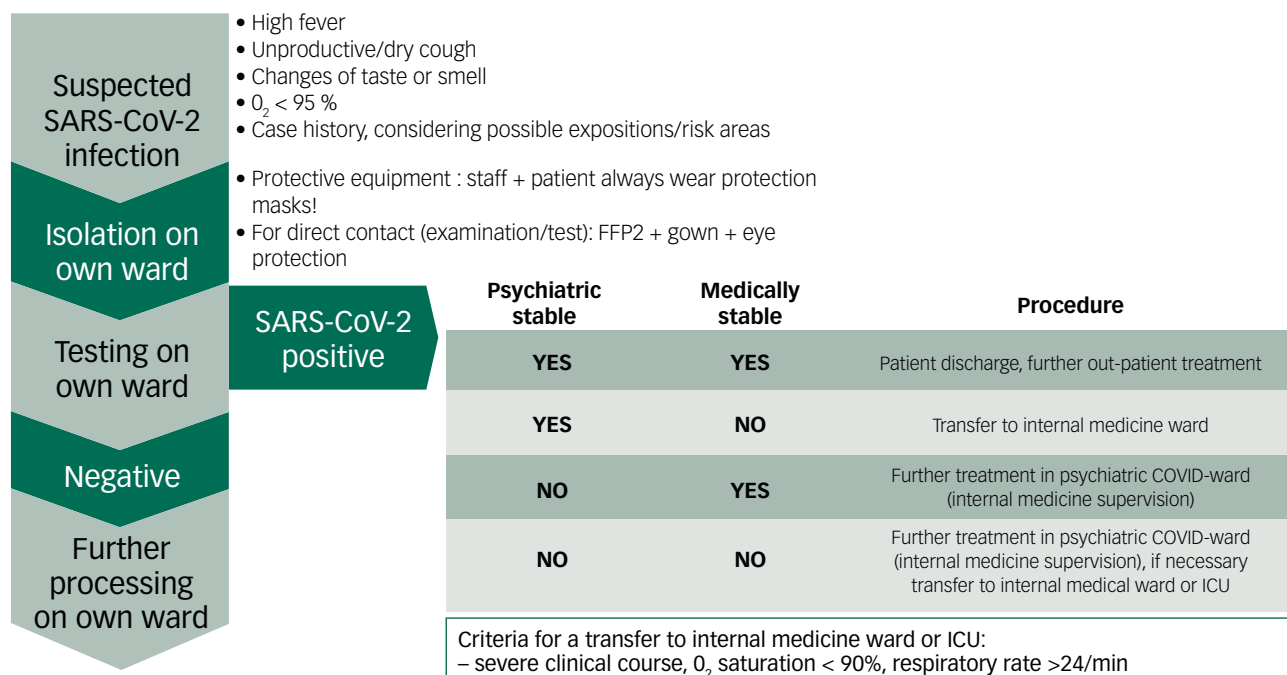 Suspected
SARS-CoV-2
infection
• High fever
• Unproductive/dry cough
• Changes of taste or smell
• O₂ < 95 %
• Case history, considering possible expositions/risk areas
Isolation on
own ward
• Protective equipment : staff + patient always wear protection
masks!
• For direct contact (examination/test): FFP2 + gown + eye
protection
Testing on
own ward
SARS-CoV-2
positive
Psychiatric
stable
Medically
stable
Procedure
YES YES Patient discharge, further out-patient treatment
YES NO Transfer to internal medicine ward
NO YES Further treatment in psychiatric COVID-ward
(internal medicine supervision)
NO NO Further treatment in psychiatric COVID-ward
(internal medicine supervision), if necessary
transfer to internal medical ward or ICU
Criteria for a transfer to internal medicine ward or ICU:
– severe clinical course, O₂ saturation < 90%, respiratory rate >24/min
Negative
Further
processing
on own ward